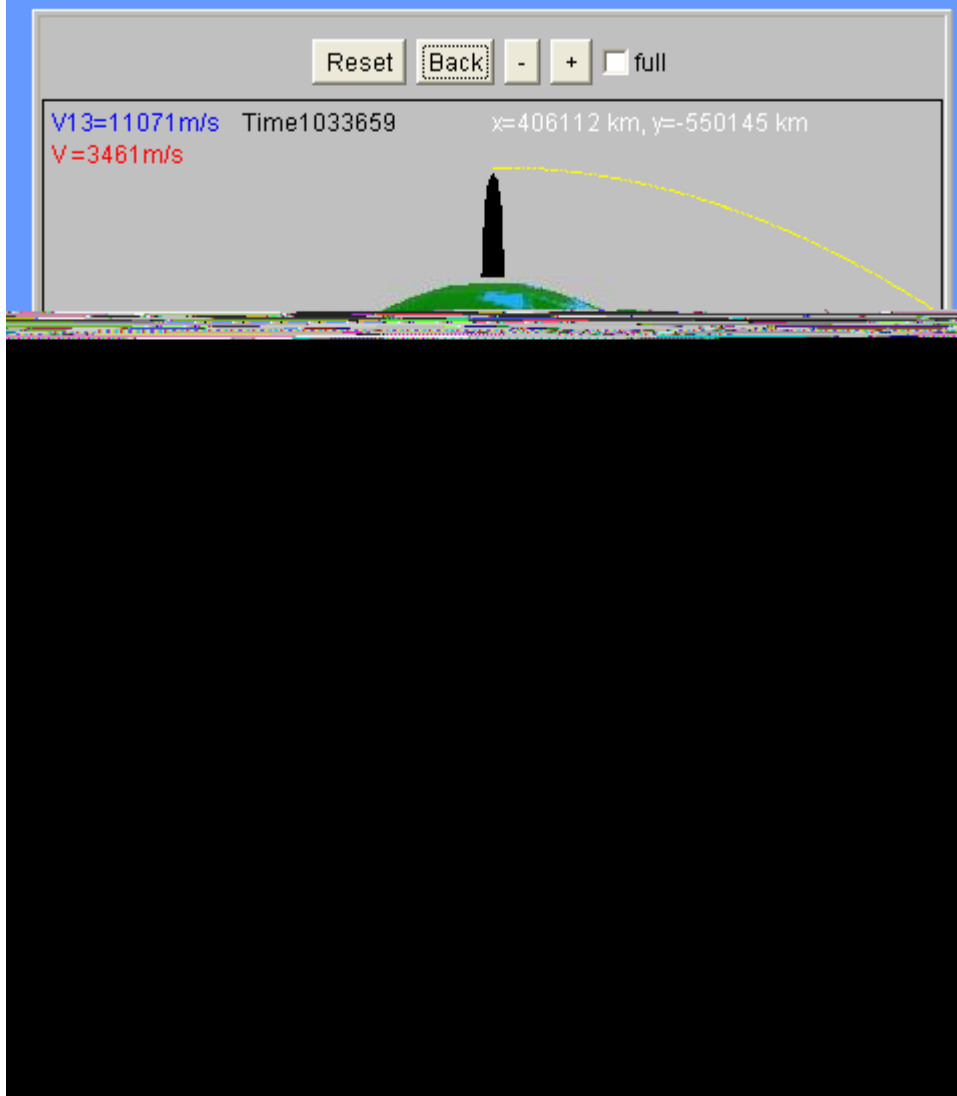 Reset Back - + full
V13=11071m/s Time1033659 x=406112 km, y=-550145 km
V=3461m/s